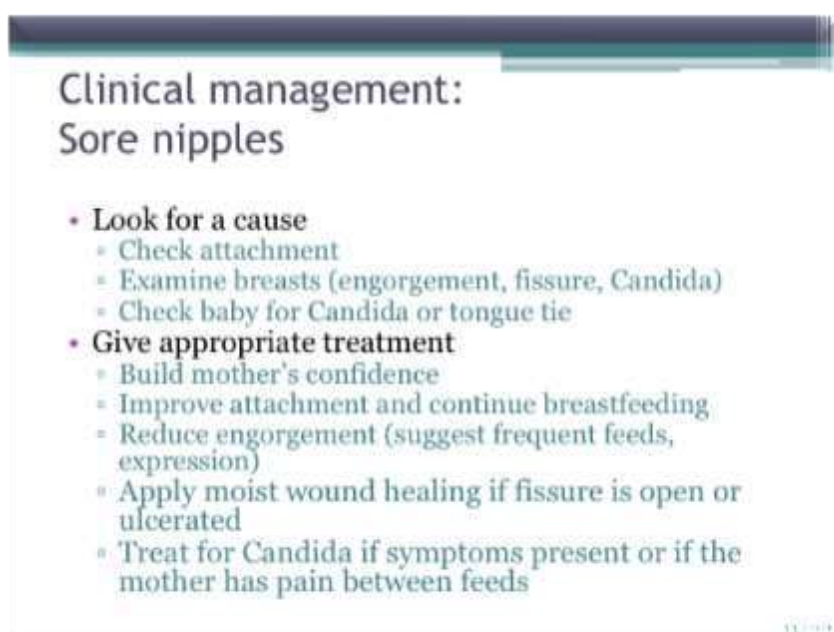 Clinical management:
Sore nipples
• Look for a cause
▫ Check attachment
▫ Examine breasts (engorgement, fissure, Candida)
▫ Check baby for Candida or tongue tie
• Give appropriate treatment
▫ Build mother's confidence
▫ Improve attachment and continue breastfeeding
▫ Reduce engorgement (suggest frequent feeds,
expression)
▫ Apply moist wound healing if fissure is open or
ulcerated
▫ Treat for Candida if symptoms present or if the
mother has pain between feeds